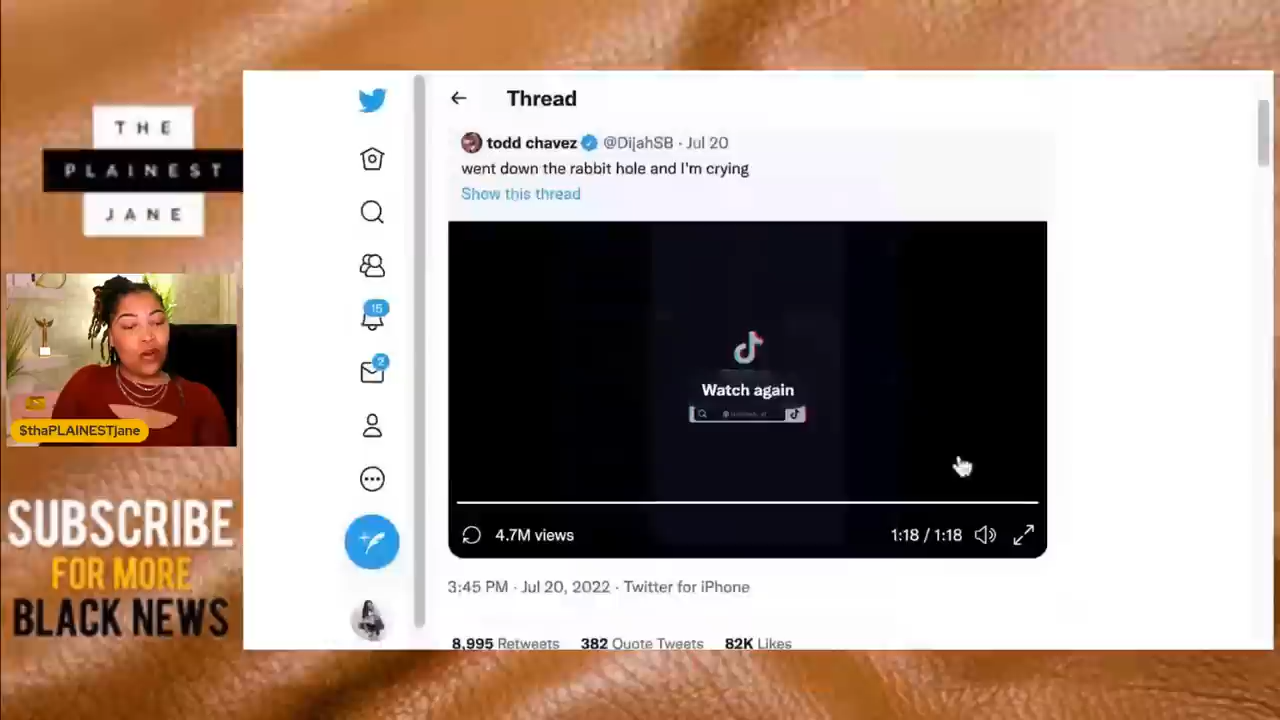 THE
PLAINEST
JANE
$thaPLAINESTjane
SUBSCRIBE
FOR MORE
BLACK NEWS
15
2
Thread
todd chavez @DijahSB · Jul 20
went down the rabbit hole and I'm crying
Show this thread
Watch again
4.7M views
1:18 / 1:18
3:45 PM · Jul 20, 2022 · Twitter for iPhone
8,995 Retweets 382 Quote Tweets 82K Likes